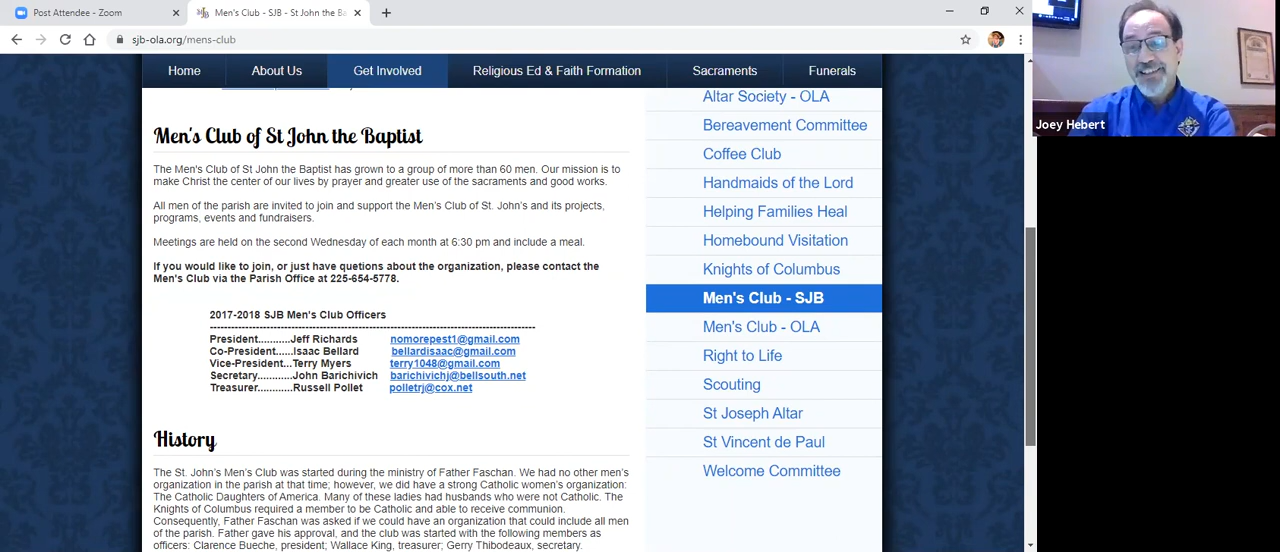 Post Attendee - Zoom
Men's Club - SJB - St John the Ba
sjb-ola.org/mens-club
Joey Hebert
Home
About Us
Get Involved
Religious Ed & Faith Formation
Sacraments
Funerals
Men's Club of St John the Baptist
The Men's Club of St John the Baptist has grown to a group of more than 60 men. Our mission is to
make Christ the center of our lives by prayer and greater use of the sacraments and good works.
All men of the parish are invited to join and support the Men's Club of St. John's and its projects,
programs, events and fundraisers.
Meetings are held on the second Wednesday of each month at 6:30 pm and include a meal.
If you would like to join, or just have quetions about the organization, please contact the
Men's Club via the Parish Office at 225-654-5778.
2017-2018 SJB Men's Club Officers
--------------------------------------------------------------------------------
President..........Jeff Richards nomorepest1@gmail.com
Co-President......Isaac Bellard bellardisaac@gmail.com
Vice-President...Terry Myers terry1048@gmail.com
Secretary...........John Barichivich barichivichj@bellsouth.net
Treasurer............Russell Pollet polletrj@cox.net
History
The St. John's Men's Club was started during the ministry of Father Faschan. We had no other men's
organization in the parish at that time; however, we did have a strong Catholic women's organization:
The Catholic Daughters of America. Many of these ladies had husbands who were not Catholic. The
Knights of Columbus required a member to be Catholic and able to receive communion.
Consequently, Father Faschan was asked if we could have an organization that could include all men
of the parish. Father gave his approval, and the club was started with the following members as
officers: Clarence Bueche, president; Wallace King, treasurer; Gerry Thibodeaux, secretary.
Altar Society - OLA
Bereavement Committee
Coffee Club
Handmaids of the Lord
Helping Families Heal
Homebound Visitation
Knights of Columbus
Men's Club - SJB
Men's Club - OLA
Right to Life
Scouting
St Joseph Altar
St Vincent de Paul
Welcome Committee